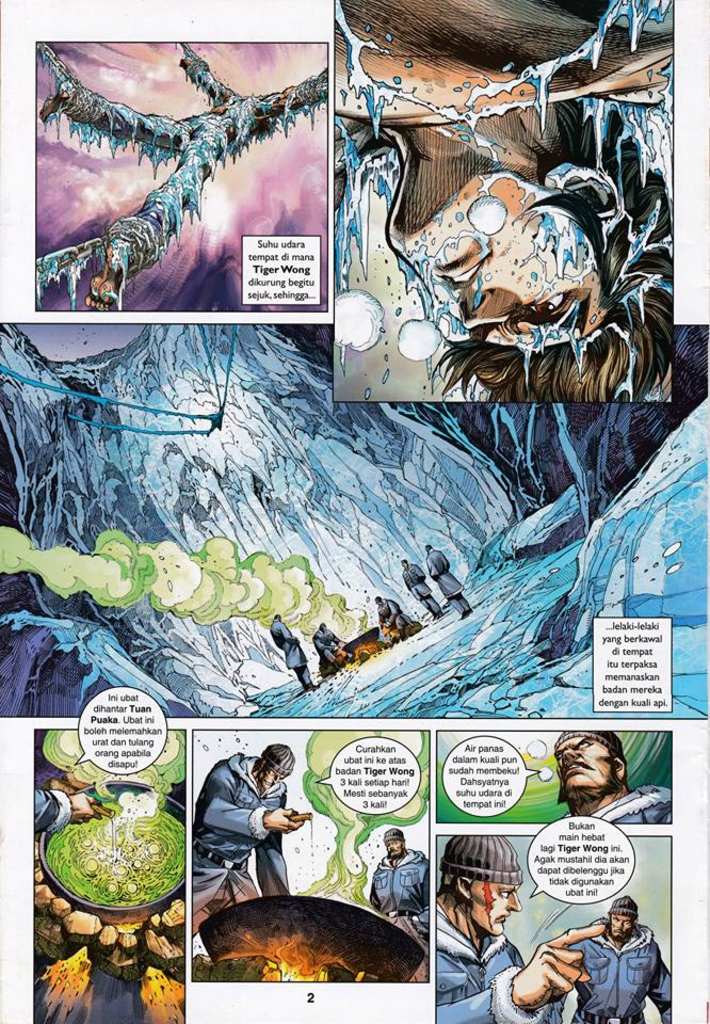 Suhu udara
tempat di mana
Tiger Wong
dikurung begitu
sejuk, sehingga...
...lelaki-lelaki
yang berkawal
di tempat
itu terpaksa
memanaskan
badan mereka
dengan kuali api.
Ini ubat
dihantar Tuan
Puaka. Ubat ini
boleh melemahkan
urat dan tulang
orang apabila
disapu!
Curahkan
ubat ini ke atas
badan Tiger Wong
3 kali setiap hari!
Mesti sapu
3 kali!
Air panas
dalam kuali pun
sudah membeku!
Dahsyatnya
suhu udara di
tempat ini!
Bukan
main hebat
lagi Tiger Wong ini.
Agak mustahil dia akan
dapat dibelenggu jika
tidak digunakan
ubat ini!
2